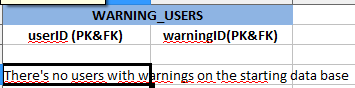 WARNING_USERS
userID (PK&FK) warningID(PK&FK)
There's no users with warnings on the starting data base